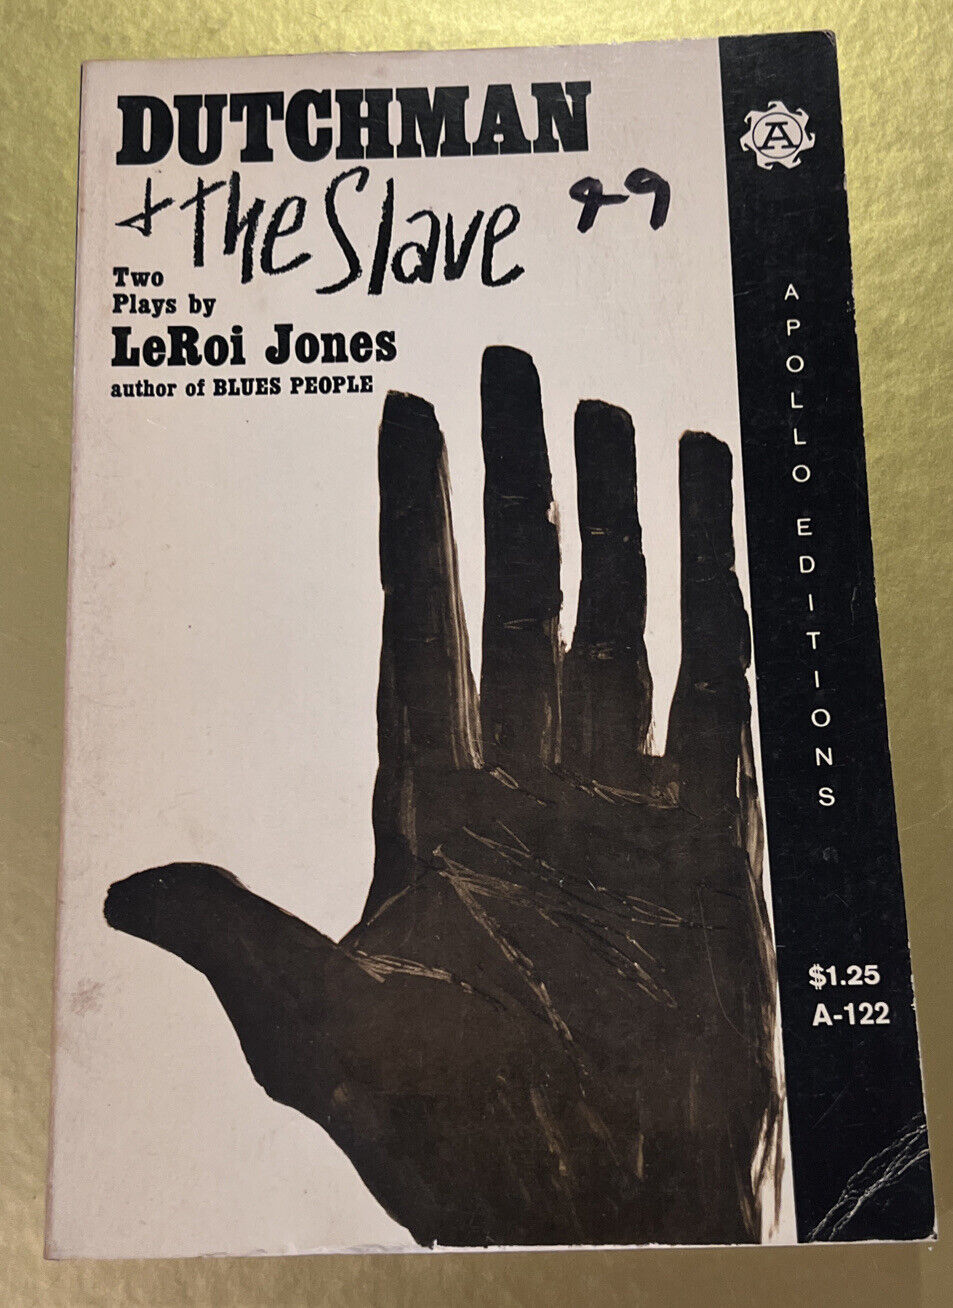 DUTCHMAN
+ the Slave
Two
Plays by
LeRoi Jones
author of BLUES PEOPLE
A
APOLLO EDITIONS
$1.25
A-122